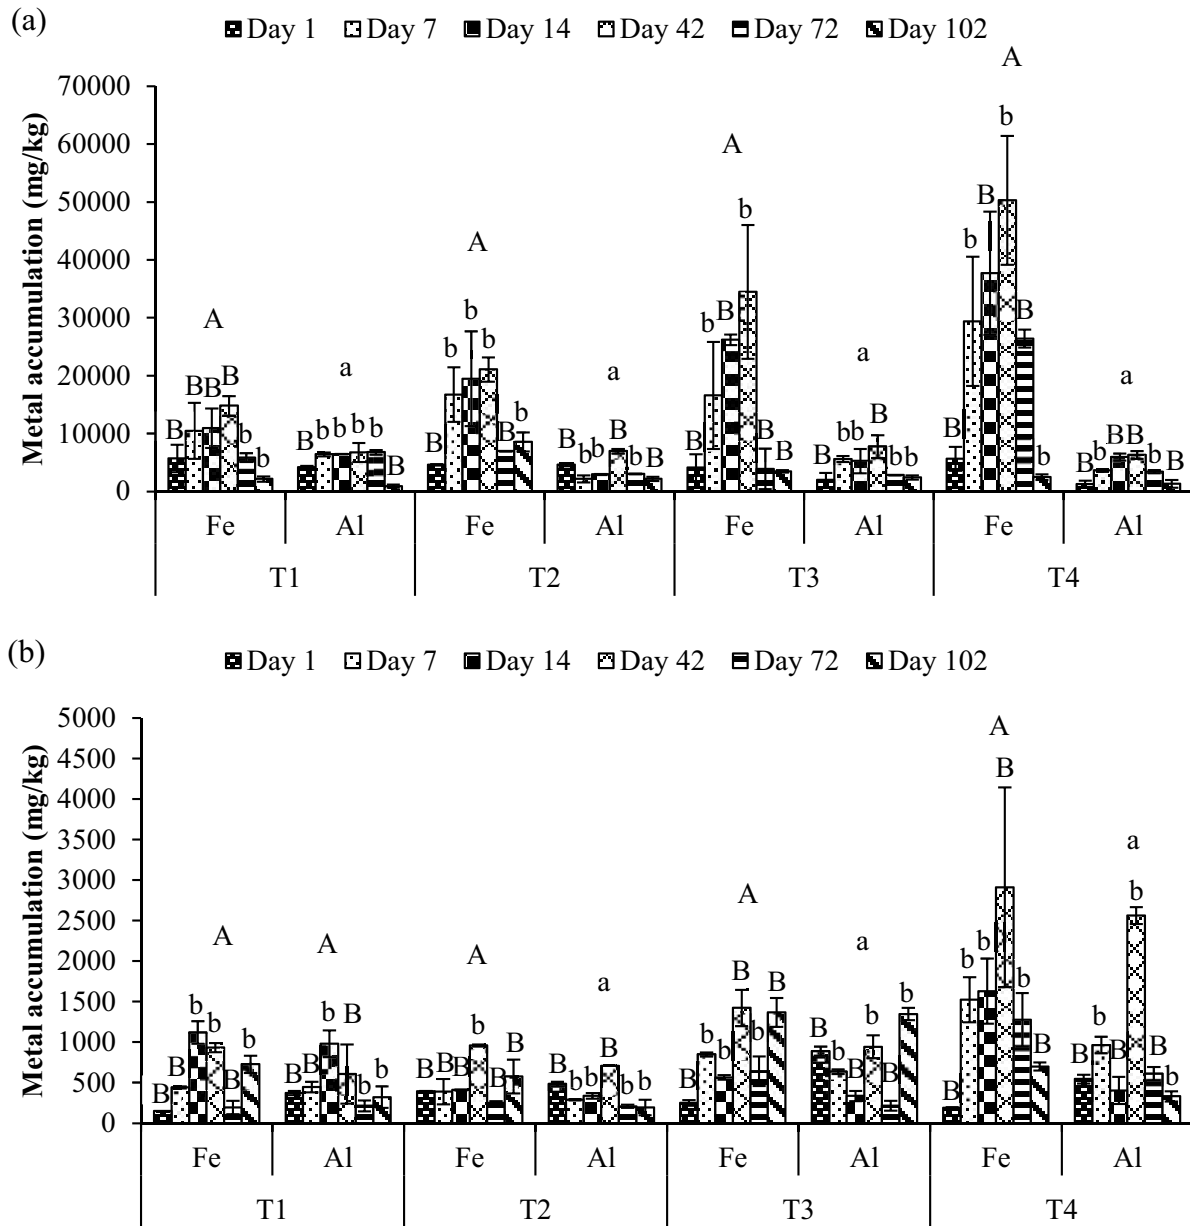 (a)
Day 1 Day 7 Day 14 Day 42 Day 72 Day 102
Metal accumulation (mg/kg)
70000
60000
50000
40000
30000
20000
10000
0
A
A
A
A
a
a
a
a
B B B B b b
B b b b b B
B b b b B b
B b b B b B
B b B b B B
B b b B b b
B b B b B b
B b B B b B
Fe Al Fe Al Fe Al Fe Al
T1 T2 T3 T4
(b)
Day 1 Day 7 Day 14 Day 42 Day 72 Day 102
Metal accumulation (mg/kg)
5000
4500
4000
3500
3000
2500
2000
1500
1000
500
0
A A A a A a A a
B B b b B b
B B b B b b
B B B b B B
B b b B b b
B b b B b B
B b B b B b
B b b B b b
B b B b B b
Fe Al Fe Al Fe Al Fe Al
T1 T2 T3 T4